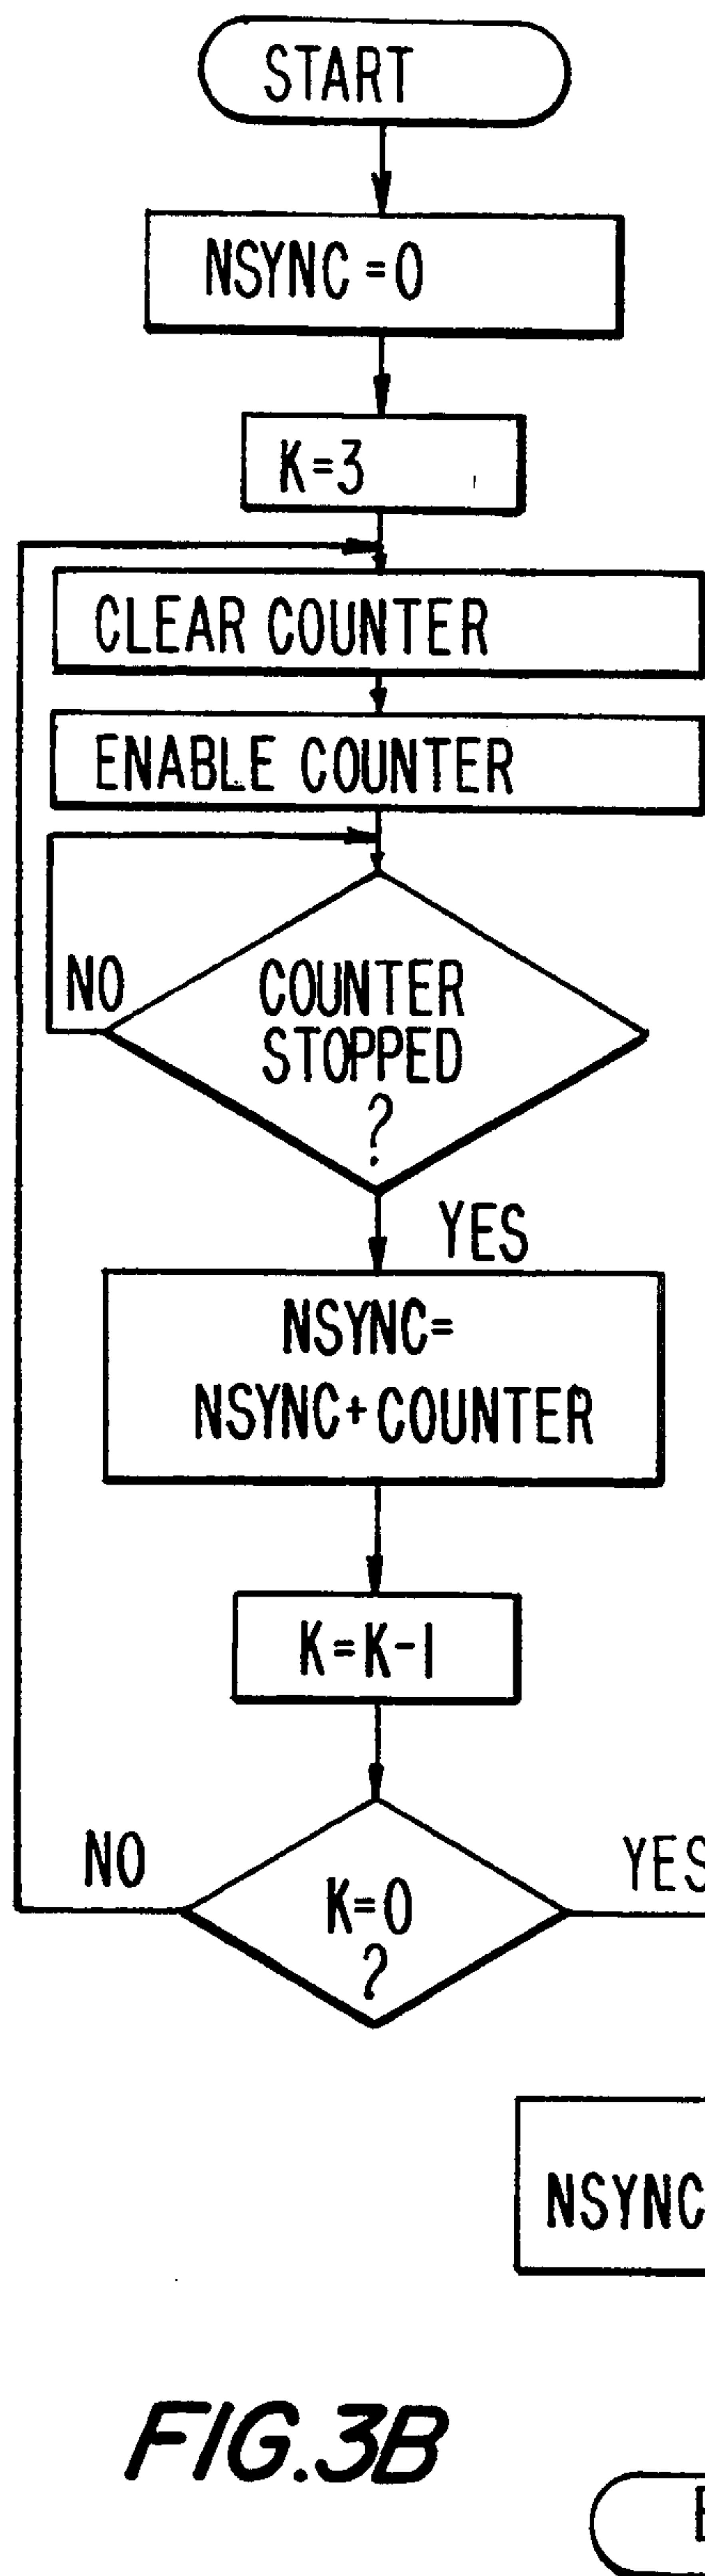 START
NSYNC=0
K=3
CLEAR COUNTER
ENABLE COUNTER
NO
COUNTER
STOPPED
?
YES
NSYNC=
NSYNC+COUNTER
K=K-1
NO
YES
K=0
?
NSYNC
FIG.3B